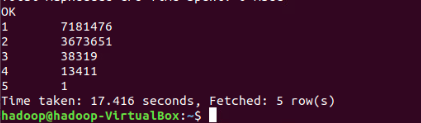 OK
1 7181476
2 3673651
3 38319
4 13411
5 1
Time taken: 17.416 seconds, Fetched: 5 row(s)
hadoop@hadoop-VirtualBox:~$